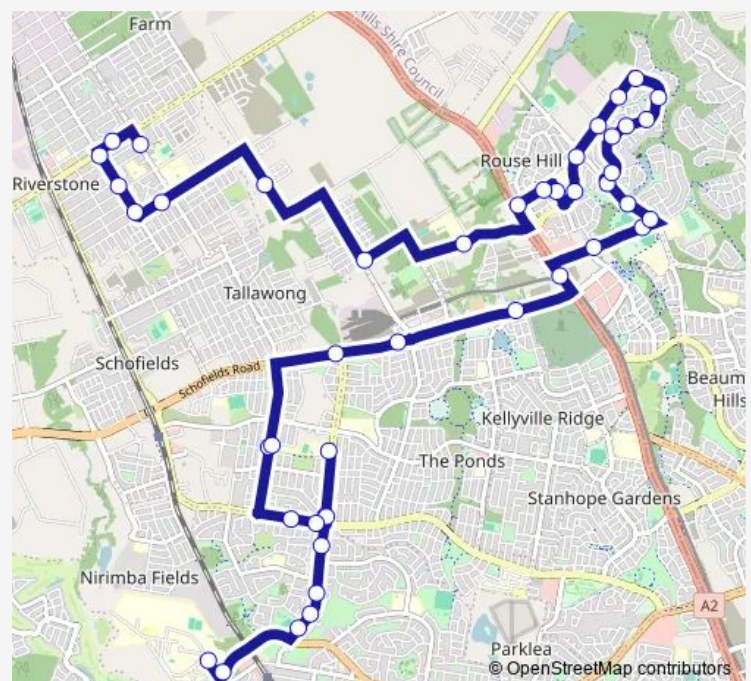 Farm
Hills Shire Council
Rouse Hill
Riverstone
Tallawong
Schofields
Schofields Road
Beaum
Hills
Kellyville Ridge
The Ponds
Stanhope Gardens
Nirimba Fields
A2
Parklea
© OpenStreetMap contributors